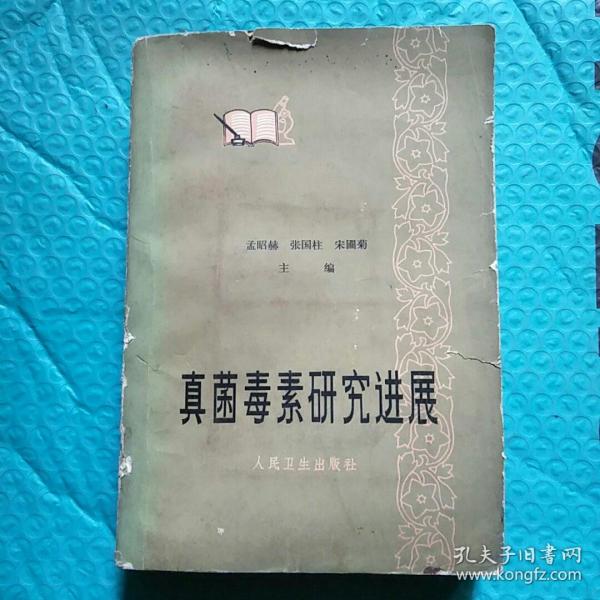 孟昭赫 张国柱 宋圃菊
主 编
真菌毒素研究进展
人民卫生出版社
孔夫子旧書网
www.kongfz.com